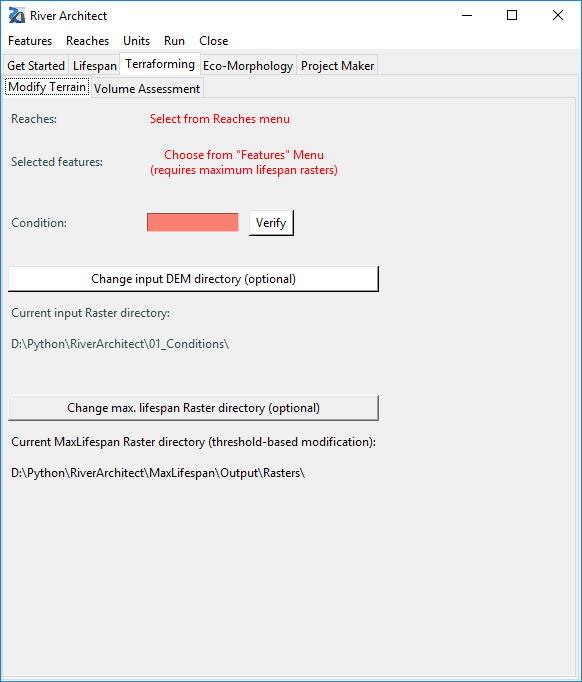 River Architect
Features Reaches Units Run Close
Get Started Lifespan Terraforming Eco-Morphology Project Maker
Modify Terrain Volume Assessment
Reaches: Select from Reaches menu
Selected features: Choose from "Features" Menu
(requires maximum lifespan rasters)
Condition: Verify
Change input DEM directory (optional)
Current input Raster directory:
D:\Python\RiverArchitect\01_Conditions\
Change max. lifespan Raster directory (optional)
Current MaxLifespan Raster directory (threshold-based modification):
D:\Python\RiverArchitect\MaxLifespan\Output\Rasters\